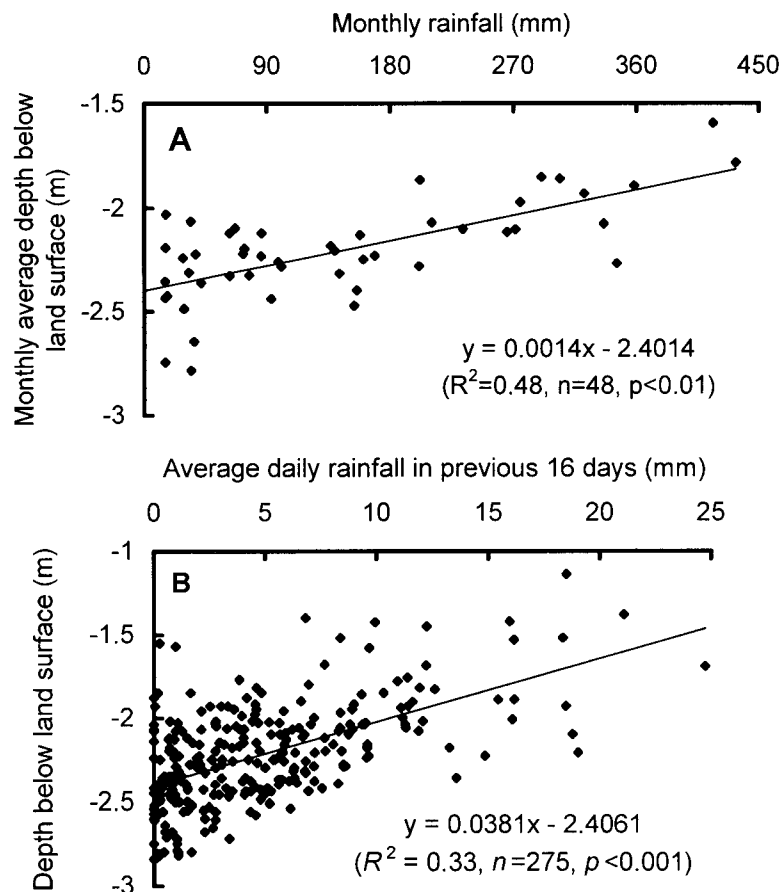 Monthly rainfall (mm)
0 90 180 270 360 450
-1.5
-2
-2.5
-3
A
Monthly average depth below
land surface (m)
y = 0.0014x - 2.4014
(R²=0.48, n=48, p<0.01)
Average daily rainfall in previous 16 days (mm)
0 5 10 15 20 25
-1
-1.5
-2
-2.5
-3
B
Depth below land surface (m)
y = 0.0381x - 2.4061
(R² = 0.33, n=275, p<0.001)